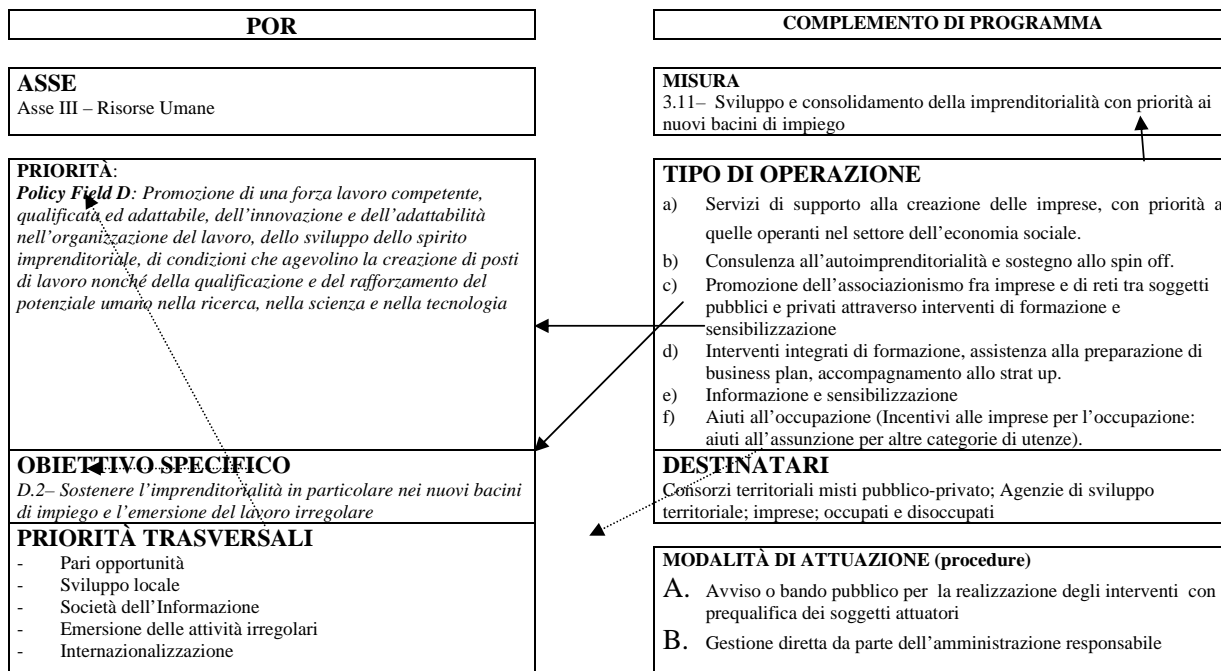 POR
ASSE
Asse III – Risorse Umane
PRIORITÀ:
Policy Field D: Promozione di una forza lavoro competente,
qualificata ed adattabile, dell’innovazione e dell’adattabilità
nell’organizzazione del lavoro, dello sviluppo dello spirito
imprenditoriale, di condizioni che agevolino la creazione di posti
di lavoro nonché della qualificazione e del rafforzamento del
potenziale umano nella ricerca, nella scienza e nella tecnologia
OBIETTIVO SPECIFICO
D.2– Sostenere l’imprenditorialità in particolare nei nuovi bacini
di impiego e l’emersione del lavoro irregolare
PRIORITÀ TRASVERSALI
- Pari opportunità
- Sviluppo locale
- Società dell’Informazione
- Emersione delle attività irregolari
- Internazionalizzazione
COMPLEMENTO DI PROGRAMMA
MISURA
3.11– Sviluppo e consolidamento della imprenditorialità con priorità ai
nuovi bacini di impiego
TIPO DI OPERAZIONE
a) Servizi di supporto alla creazione delle imprese, con priorità a
quelle operanti nel settore dell’economia sociale.
b) Consulenza all’autoimprenditorialità e sostegno allo spin off.
c) Promozione dell’associazionismo fra imprese e di reti tra soggetti
pubblici e privati attraverso interventi di formazione e
sensibilizzazione
d) Interventi integrati di formazione, assistenza alla preparazione di
business plan, accompagnamento allo strat up.
e) Informazione e sensibilizzazione
f) Aiuti all’occupazione (Incentivi alle imprese per l’occupazione:
aiuti all’assunzione per altre categorie di utenze).
DESTINATARI
Consorzi territoriali misti pubblico-privato; Agenzie di sviluppo
territoriale; imprese; occupati e disoccupati
MODALITÀ DI ATTUAZIONE (procedure)
A. Avviso o bando pubblico per la realizzazione degli interventi con
prequalifica dei soggetti attuatori
B. Gestione diretta da parte dell’amministrazione responsabile